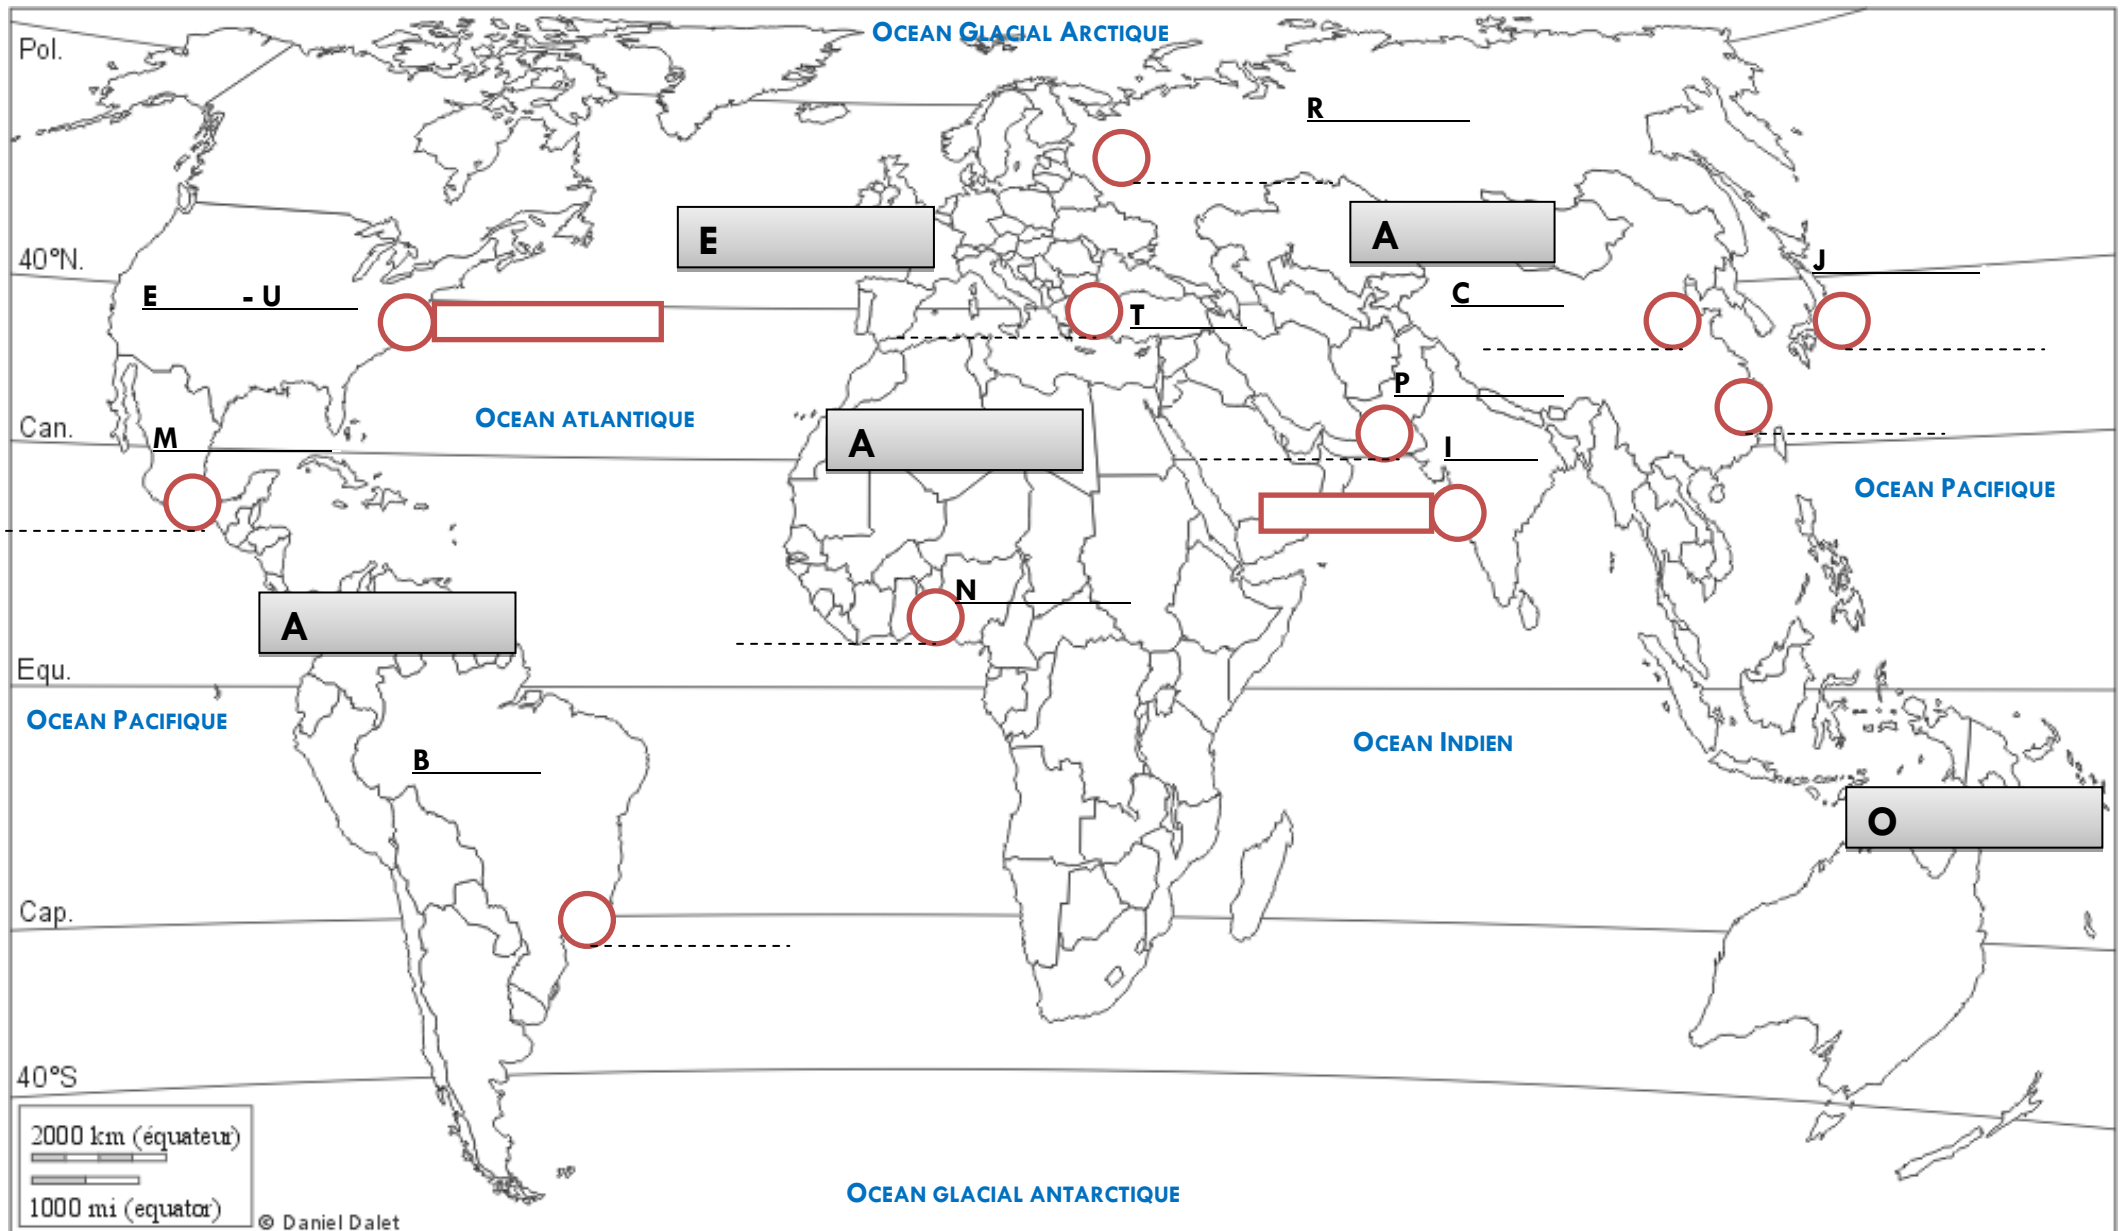 OCEAN GLACIAL ARCTIQUE
Pol.
R
E
A
40°N.
J
E - U
C
T
P
OCEAN ATLANTIQUE
Can.
M
A
I
OCEAN PACIFIQUE
N
A
Equ.
OCEAN PACIFIQUE
OCEAN INDIEN
B
O
Cap.
40°S
2000 km (équateur)
1000 mi (equator)
© Daniel Dalet
OCEAN GLACIAL ANTARCTIQUE